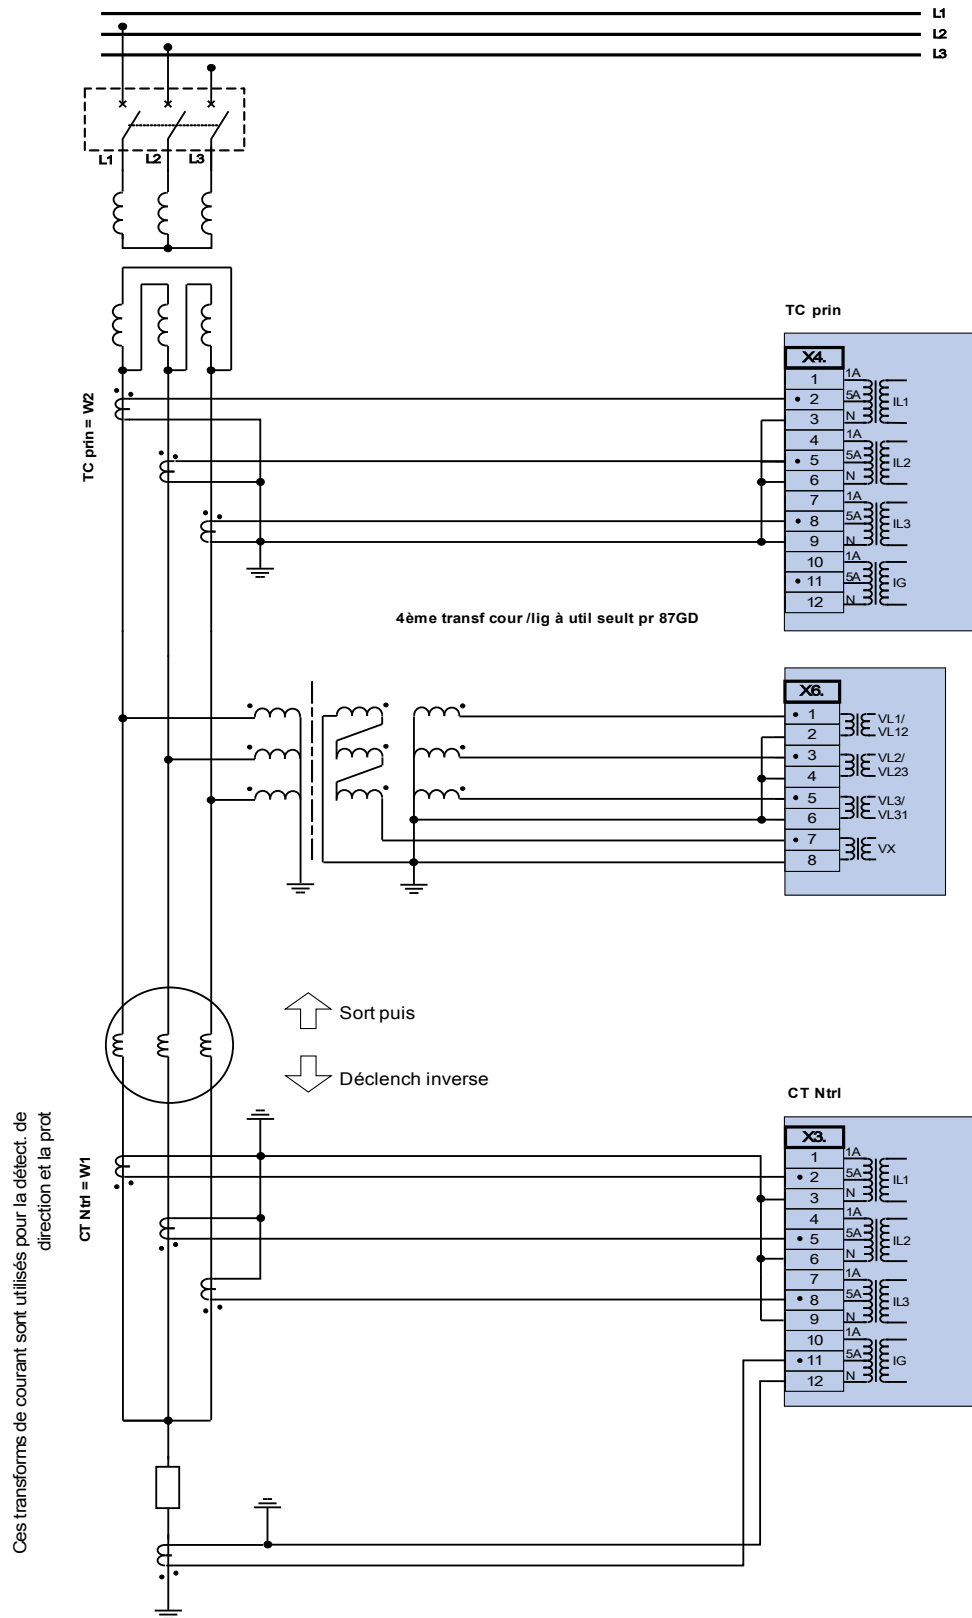 L1
L2
L3
L1 L2 L3
TC prin
X4.
1 1A
2 5A IL1
3 N
4 1A
5 5A IL2
6 N
7 1A
8 5A IL3
9 N
10 1A
11 5A IG
12 N
TC prin = W2
4ème transf cour /lig à util seult pr 87GD
X6.
1 VL1/
2 VL12
3 VL2/
4 VL23
5 VL3/
6 VL31
7
8 VX
Sort puis
Déclench inverse
CT Ntrl
X3.
1 1A
2 5A IL1
3 N
4 1A
5 5A IL2
6 N
7 1A
8 5A IL3
9 N
10 1A
11 5A IG
12 N
CT Ntrl = W1
Ces transforms de courant sont utilisés pour la détect. de
direction et la prot